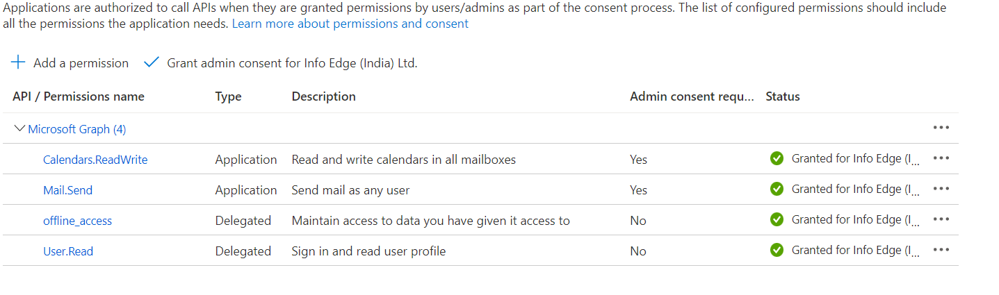 Applications are authorized to call APIs when they are granted permissions by users/admins as part of the consent process. The list of configured permissions should include
all the permissions the application needs. Learn more about permissions and consent
Add a permission Grant admin consent for Info Edge (India) Ltd.
API / Permissions name Type Description Admin consent requ... Status
Microsoft Graph (4)
Calendars.ReadWrite Application Read and write calendars in all mailboxes Yes Granted for Info Edge (I...
Mail.Send Application Send mail as any user Yes Granted for Info Edge (I...
offline_access Delegated Maintain access to data you have given it access to No Granted for Info Edge (I...
User.Read Delegated Sign in and read user profile No Granted for Info Edge (I...